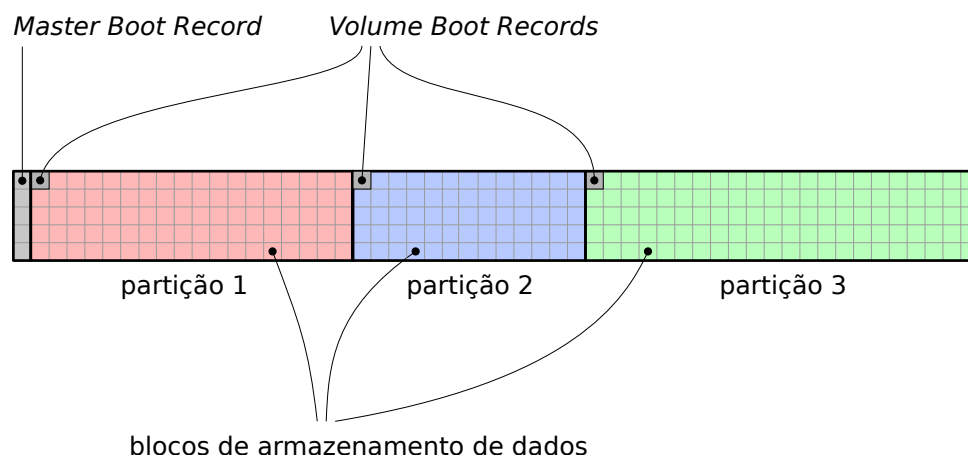 Master Boot Record
Volume Boot Records
partição 1
partição 2
partição 3
blocos de armazenamento de dados